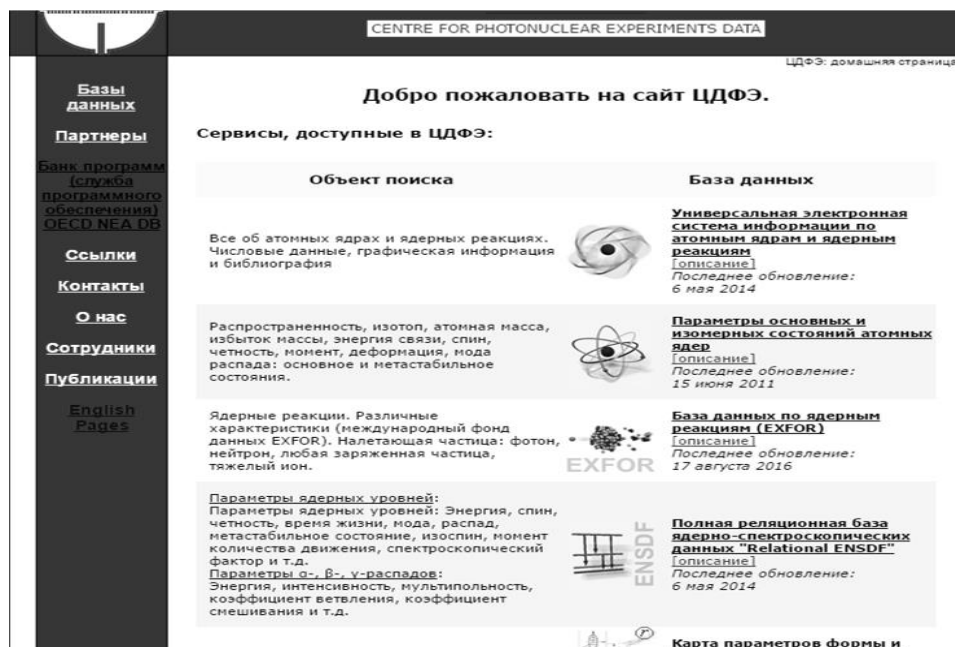 CENTRE FOR PHOTONUCLEAR EXPERIMENTS DATA
ЦДФЭ: домашняя страница
Базы
данных
Партнеры
Банк программ
(служба
программного
обеспечения)
OECD NEA DB
Ссылки
Контакты
О нас
Сотрудники
Публикации
English
Pages
Добро пожаловать на сайт ЦДФЭ.
Сервисы, доступные в ЦДФЭ:
Объект поиска
База данных
Все об атомных ядрах и ядерных реакциях.
Числовые данные, графическая информация
и библиография
Универсальная электронная
система информации по
атомным ядрам и ядерным
реакциям
[описание]
Последнее обновление:
6 мая 2014
Распространенность, изотоп, атомная масса,
избыток массы, энергия связи, спин,
четность, момент, деформация, мода
распада: основное и метастабильное
состояния.
Параметры основных и
изомерных состояний атомных
ядер
[описание]
Последнее обновление:
15 июня 2011
Ядерные реакции. Различные
характеристики (международный фонд
данных EXFOR). Налетающая частица: фотон,
нейтрон, любая заряженная частица,
тяжелый ион.
EXFOR
База данных по ядерным
реакциям (EXFOR)
[описание]
Последнее обновление:
17 августа 2016
Параметры ядерных уровней:
Параметры ядерных уровней: Энергия, спин,
четность, время жизни, мода, распад,
метастабильное состояние, изоспин, момент
количества движения, спектроскопический
фактор и т.д.
Параметры α-, β-, γ-распадов:
Энергия, интенсивность, мультипольность,
коэффициент ветвления, коэффициент
смешивания и т.д.
ENSDF
Полная реляционная база
ядерно-спектроскопических
данных "Relational ENSDF"
[описание]
Последнее обновление:
6 мая 2014
r
Карта параметров формы и